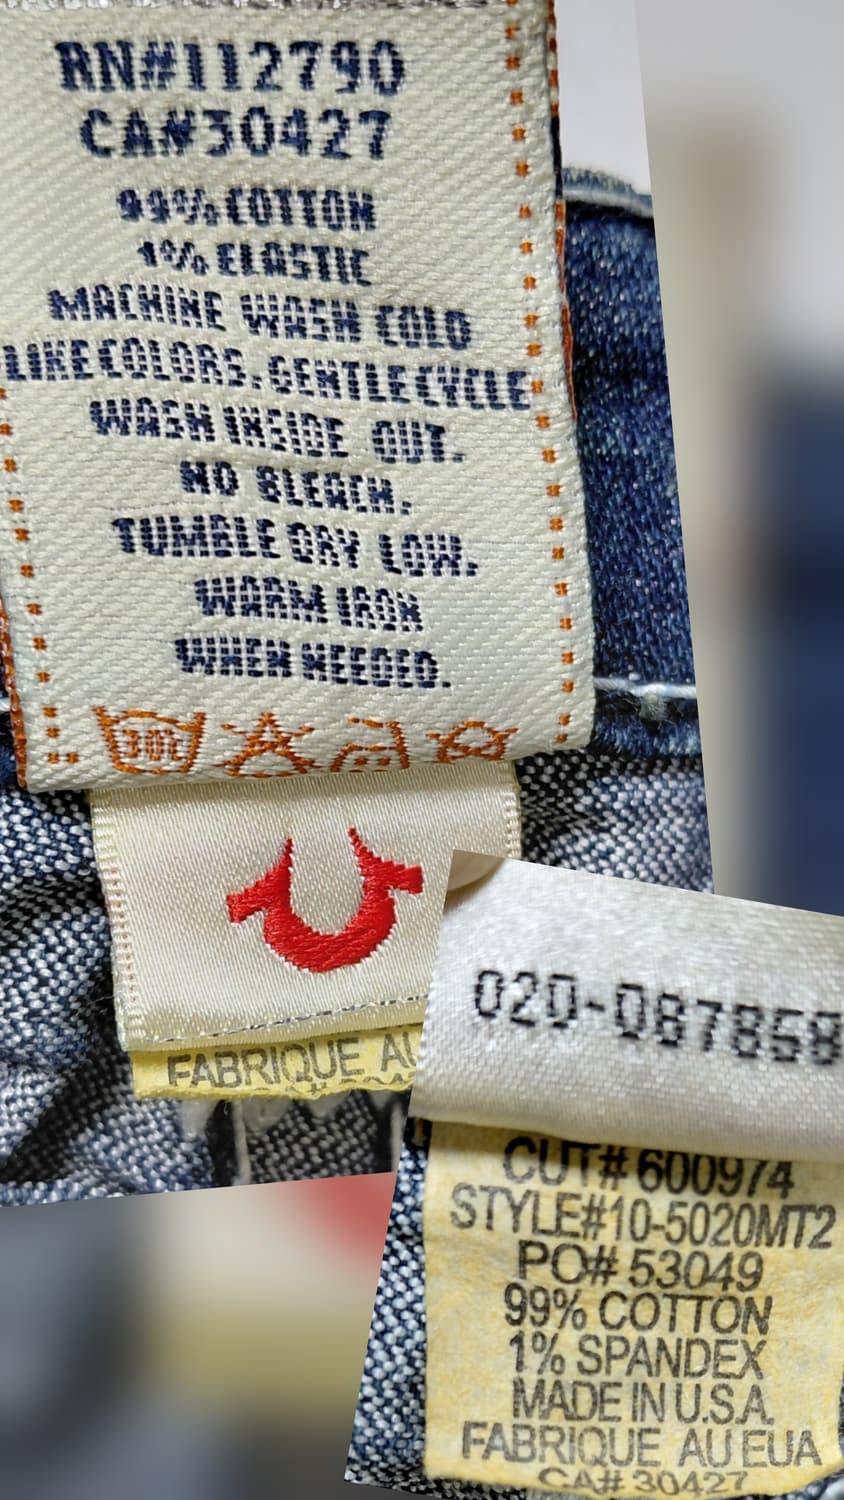 RN#112790
CA#30427
99% COTTON
1% ELASTIC
MACHINE WASH COLD
LIKE COLORS. GENTLE CYCLE
WASH INSIDE OUT.
NO BLEACH.
TUMBLE DRY LOW.
WARM IRON
WHEN NEEDED.
30C
FABRIQUE AU
020-087858
CUT# 600974
STYLE#10-5020MT2
PO# 53049
99% COTTON
1% SPANDEX
MADE IN U.S.A.
FABRIQUE AU EUA
CA# 30427